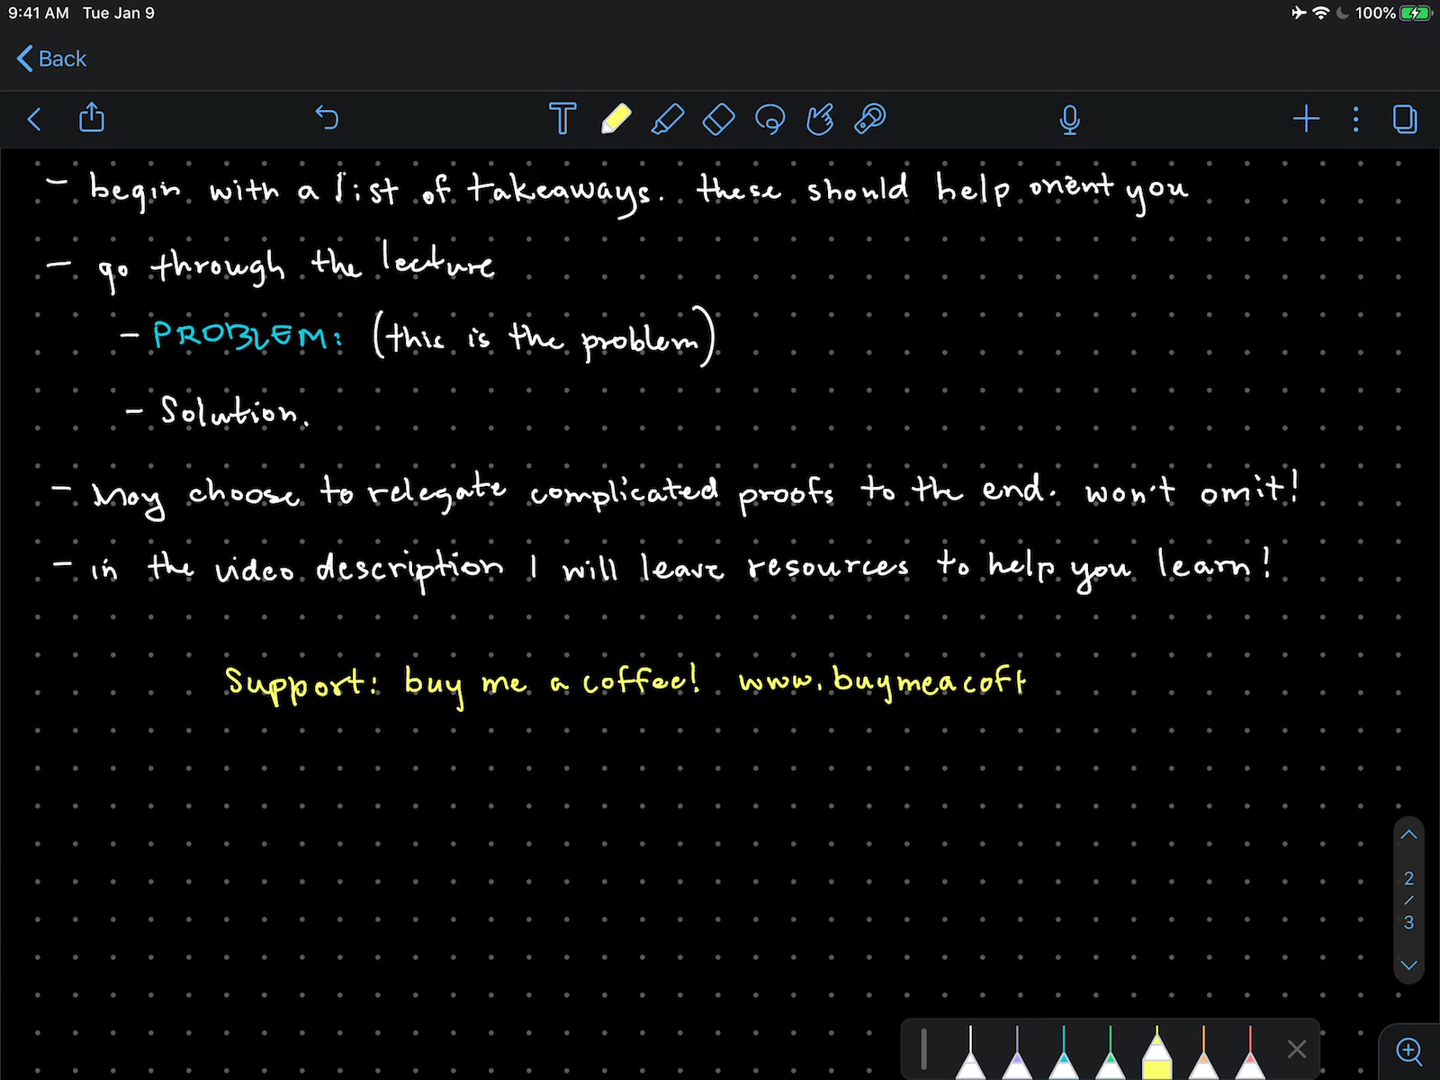 9:41 AM Tue Jan 9 100%
Back
- begin with a list of takeaways. these should help orient you
- go through the lecture
- PROBLEM: (this is the problem)
- Solution.
- May choose to relegate complicated proofs to the end. won't omit!
- in the video description I will leave resources to help you learn!
Support: buy me a coffee! www.buymeacoff
2
/
3